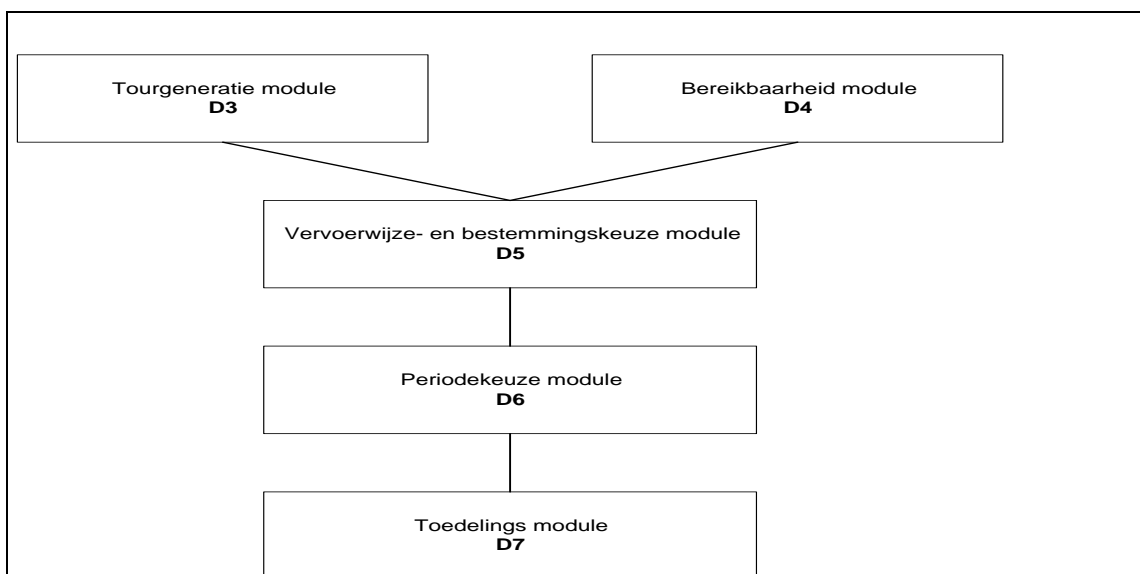 Tourgeneratie module
D3
Bereikbaarheid module
D4
Vervoerwijze- en bestemmingskeuze module
D5
Periodekeuze module
D6
Toedelings module
D7